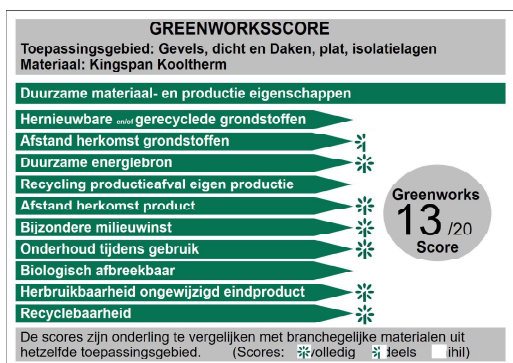 GREENWORKSSCORE
Toepassingsgebied: Gevels, dicht en Daken, plat, isolatielagen
Materiaal: Kingspan Kooltherm
Duurzame materiaal- en productie eigenschappen
Hernieuwbare en/of gerecyclede grondstoffen
Afstand herkomst grondstoffen
Duurzame energiebron
Recycling productieafval eigen productie
Afstand herkomst product
Bijzondere milieuwinst
Onderhoud tijdens gebruik
Biologisch afbreekbaar
Herbruikbaarheid ongewijzigd eindproduct
Recyclebaarheid
Greenworks
13 /20
Score
De scores zijn onderling te vergelijken met branchegelijke materialen uit
hetzelfde toepassingsgebied. (Scores: volledig deels ihil)